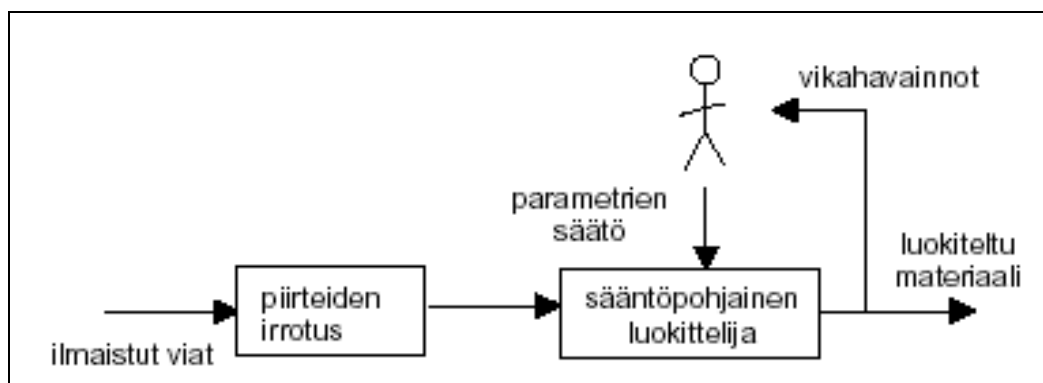 vikahavainnot
parametrien
säätö
luokiteltu
materiaali
piirteiden
irrotus
sääntöpohjainen
luokittelija
ilmaistut viat